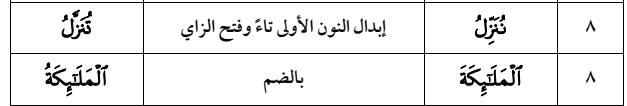 ٨ نُنَزِّلُ إبدال النون الأولى تاءً وفتح الزاي تُنَزَّلُ
٨ ٱلْمَلَـٰٓئِكَةَ بالضم ٱلْمَلَـٰٓئِكَةُ